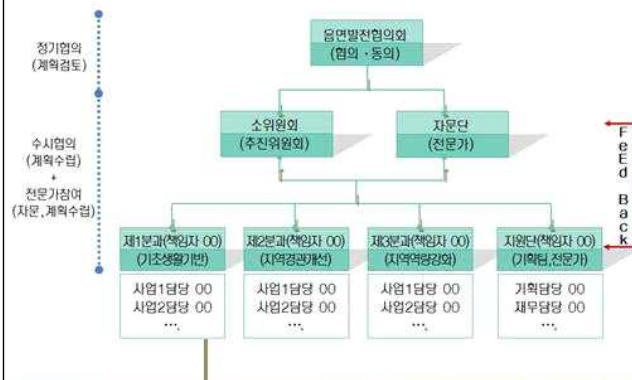 읍면발전협의회
(협의 · 동의)
정기협의
(계획검토)
소위원회
(추진위원회)
자문단
(전문가)
수시협의
(계획수립)
+
전문가참여
(자문,계획수립)
FeEd Back
제1분과(책임자 00)
(기초생활기반)
제2분과(책임자 00)
(지역경관개선)
제3분과(책임자 00)
(지역역량강화)
지원단(책임자 00)
(기획팀,전문가)
사업1담당 00
사업2담당 00
···.
사업1담당 00
사업2담당 00
···.
사업1담당 00
사업2담당 00
···.
기획담당 00
재무담당 00
···.